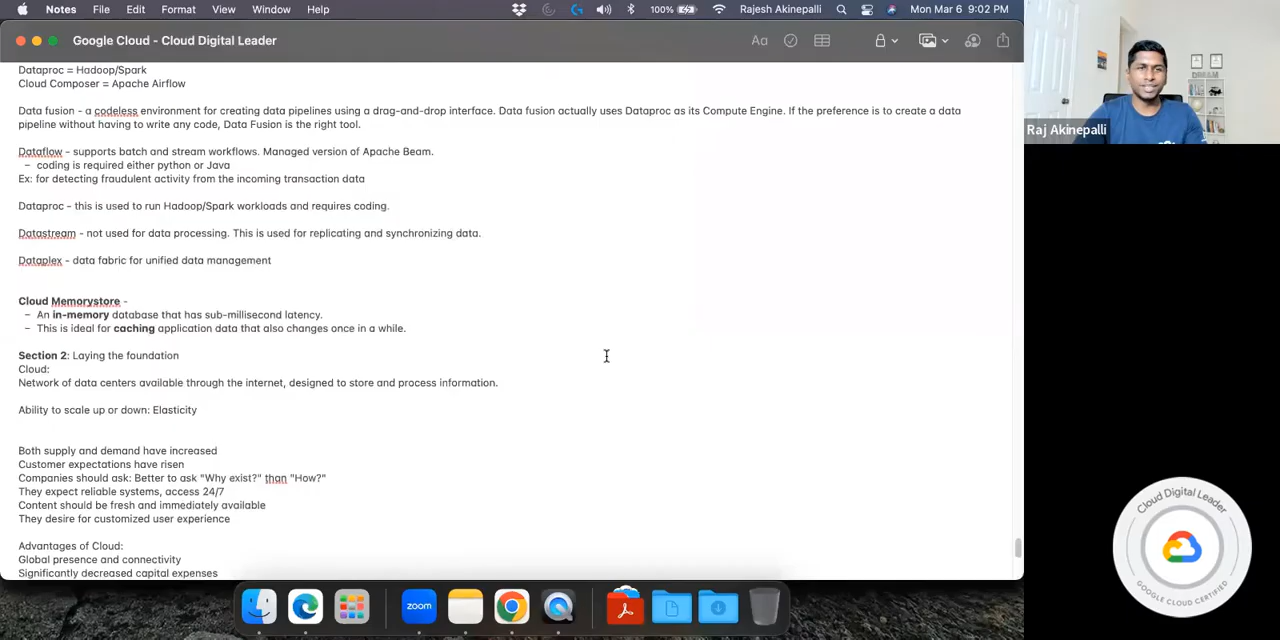 Notes File Edit Format View Window Help 100% Rajesh Akinepalli Mon Mar 6 9:02 PM
Google Cloud - Cloud Digital Leader Aa
Dataproc = Hadoop/Spark
Cloud Composer = Apache Airflow
Data fusion - a codeless environment for creating data pipelines using a drag-and-drop interface. Data fusion actually uses Dataproc as its Compute Engine. If the preference is to create a data
pipeline without having to write any code, Data Fusion is the right tool.
Dataflow - supports batch and stream workflows. Managed version of Apache Beam.
- coding is required either python or Java
Ex: for detecting fraudulent activity from the incoming transaction data
Dataproc - this is used to run Hadoop/Spark workloads and requires coding.
Datastream - not used for data processing. This is used for replicating and synchronizing data.
Dataplex - data fabric for unified data management
Cloud Memorystore -
- An in-memory database that has sub-millisecond latency.
- This is ideal for caching application data that also changes once in a while.
Section 2: Laying the foundation
Cloud:
Network of data centers available through the internet, designed to store and process information.
Ability to scale up or down: Elasticity
Both supply and demand have increased
Customer expectations have risen
Companies should ask: Better to ask "Why exist?" than "How?"
They expect reliable systems, access 24/7
Content should be fresh and immediately available
They desire for customized user experience
Advantages of Cloud:
Global presence and connectivity
Significantly decreased capital expenses
zoom
DREAM
Raj Akinepalli
Cloud Digital Leader
GOOGLE CLOUD CERTIFIED